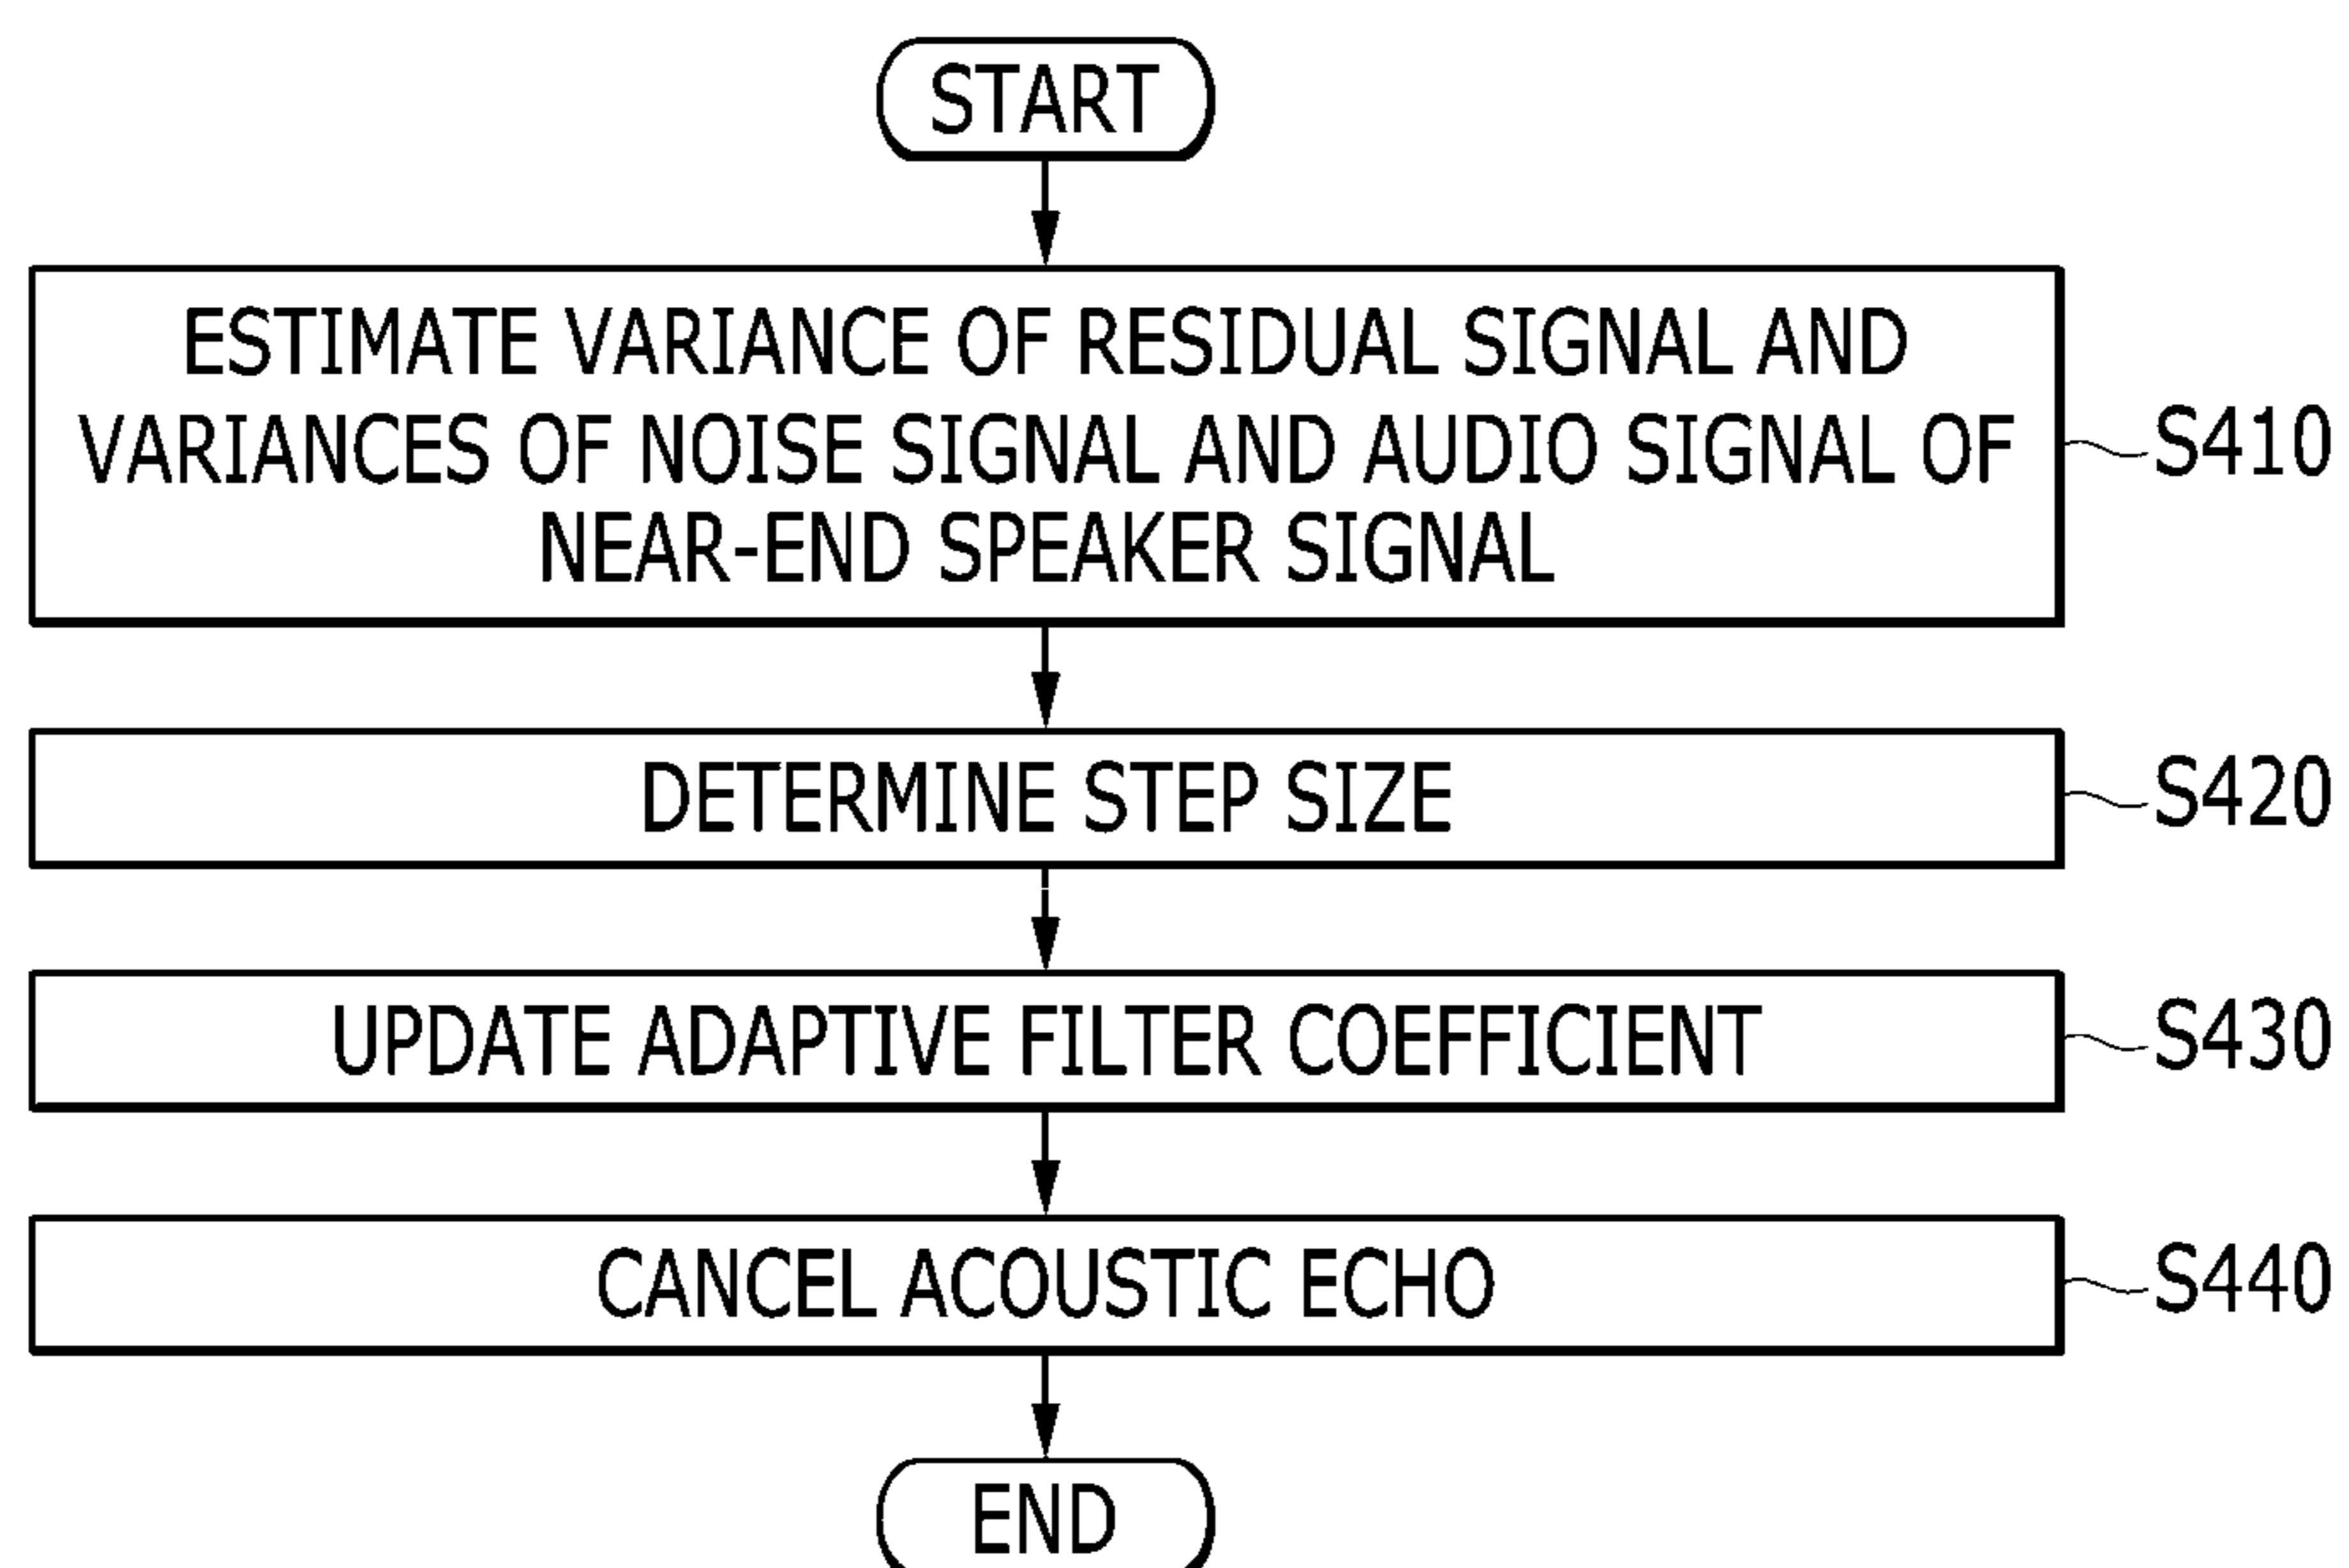 START
ESTIMATE VARIANCE OF RESIDUAL SIGNAL AND
VARIANCES OF NOISE SIGNAL AND AUDIO SIGNAL OF
NEAR-END SPEAKER SIGNAL
S410
DETERMINE STEP SIZE
S420
UPDATE ADAPTIVE FILTER COEFFICIENT
S430
CANCEL ACOUSTIC ECHO
S440
END